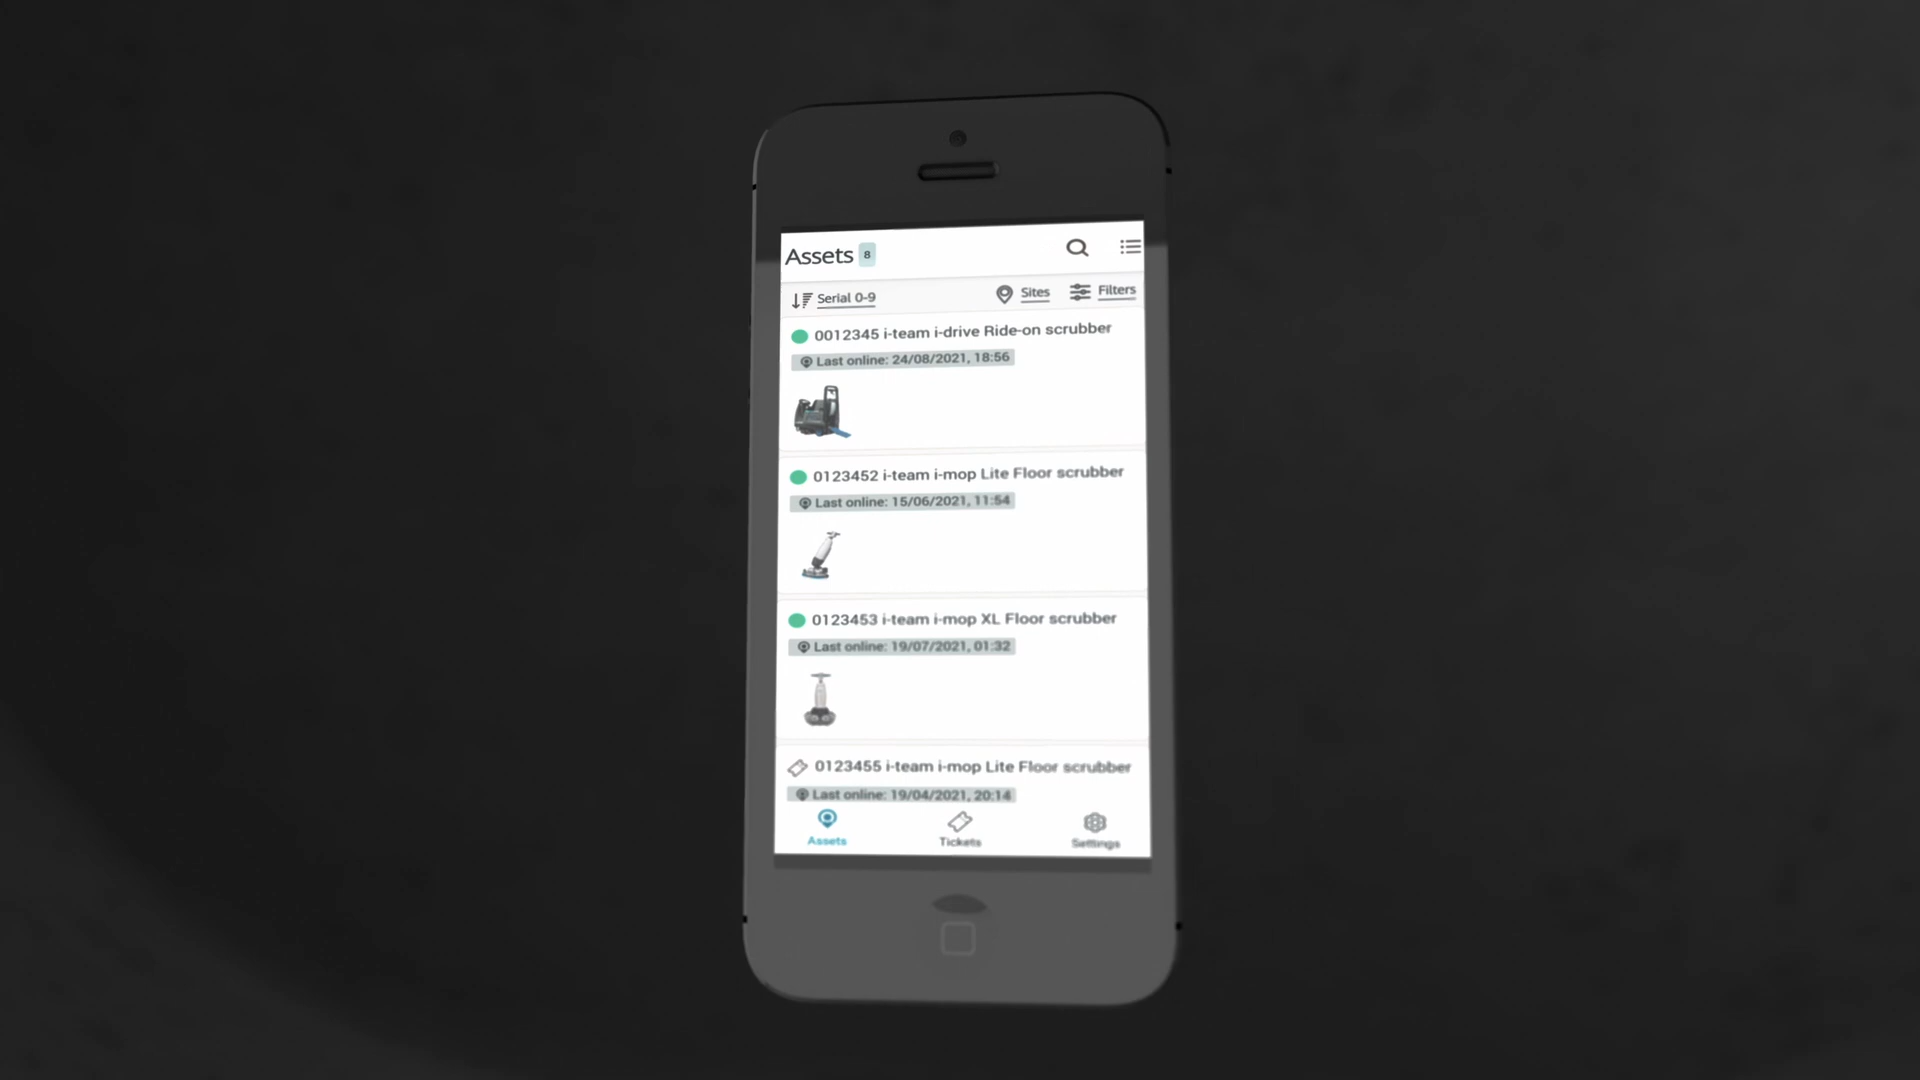 Assets 8
Serial 0-9 Sites Filters
0012345 i-team i-drive Ride-on scrubber
Last online: 24/08/2021, 18:56
0123452 i-team i-mop Lite Floor scrubber
Last online: 15/06/2021, 11:54
0123453 i-team i-mop XL Floor scrubber
Last online: 19/07/2021, 01:32
0123455 i-team i-mop Lite Floor scrubber
Last online: 19/04/2021, 20:14
Assets Tickets Settings